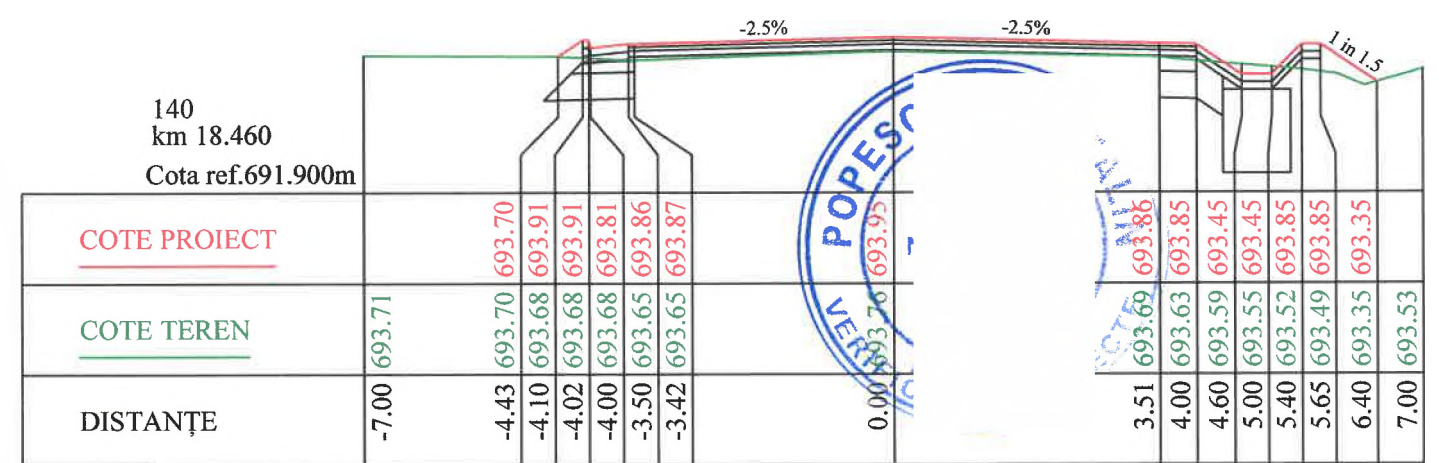 -2.5% -2.5%
1 in 1.5
140
km 18.460
Cota ref.691.900m
COTE PROIECT 693.70 693.91 693.91 693.81 693.86 693.87 693.95 693.86 693.85 693.45 693.45 693.85 693.85 693.35
COTE TEREN 693.71 693.70 693.68 693.68 693.68 693.65 693.65 693.69 693.63 693.59 693.55 693.52 693.49 693.35 693.53
DISTANȚE -7.00 -4.43 -4.10 -4.02 -4.00 -3.50 -3.42 0.00 3.51 4.00 4.60 5.00 5.40 5.65 6.40 7.00